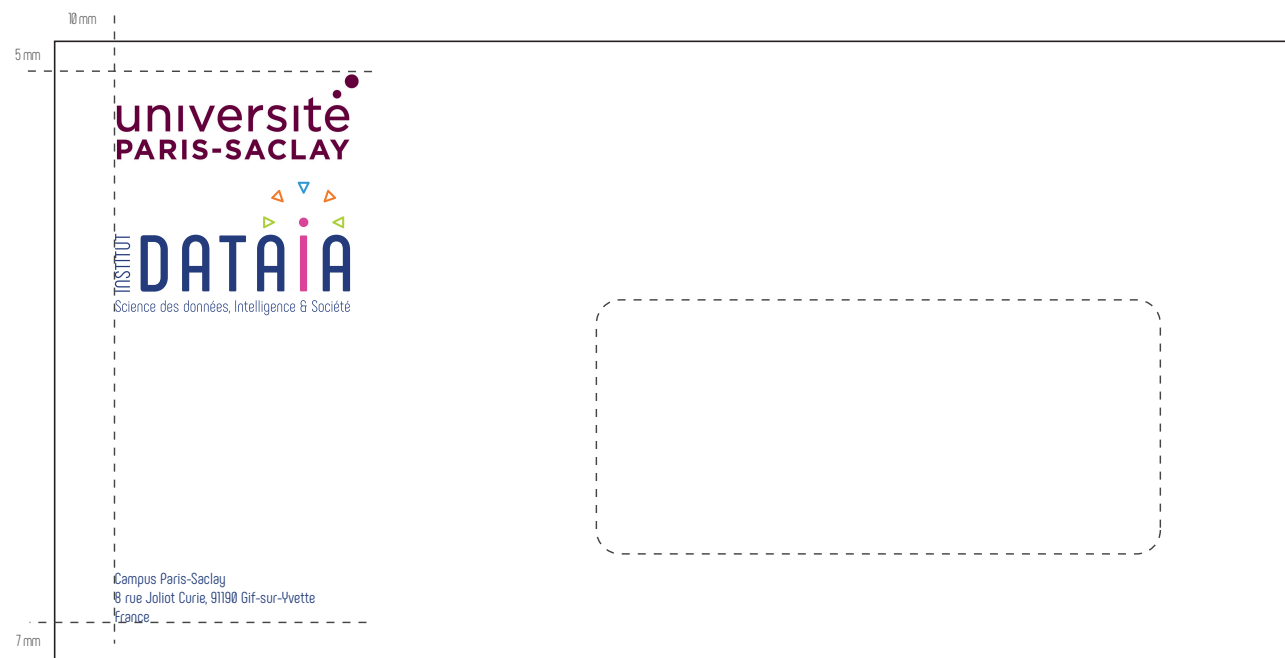 10 mm
5 mm
université
PARIS-SACLAY
INSTITUT
DATAIA
Science des données, Intelligence & Société
Campus Paris-Saclay
8 rue Joliot Curie, 91190 Gif-sur-Yvette
France
7 mm